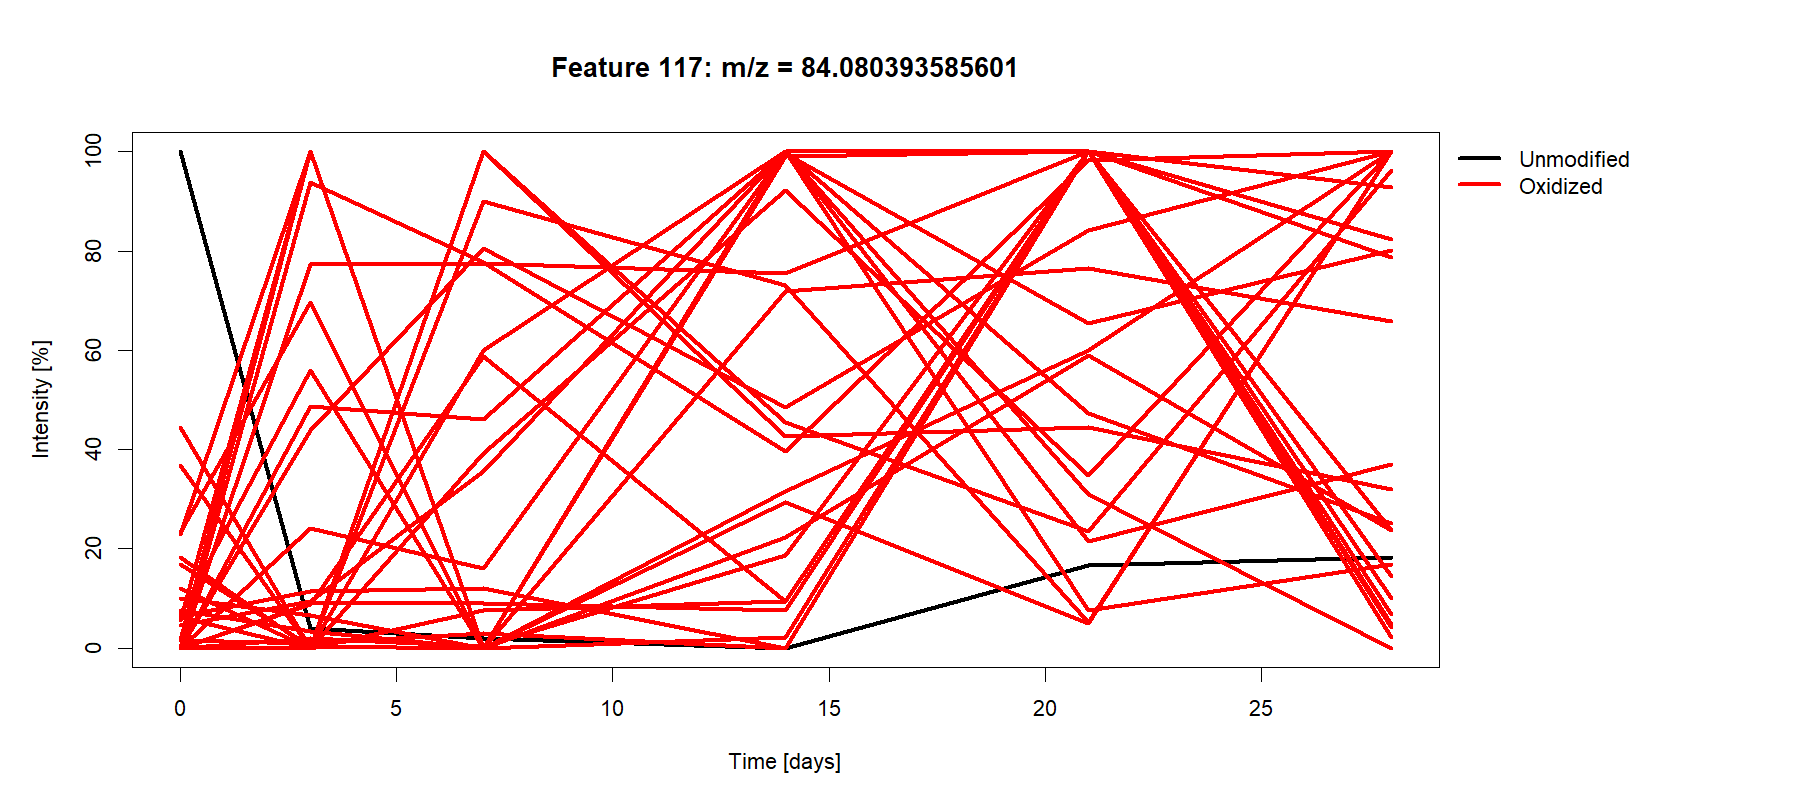 Feature 117: m/z = 84.080393585601
100
80
60
40
20
0
Intensity [%]
0 5 10 15 20 25
Time [days]
Unmodified
Oxidized